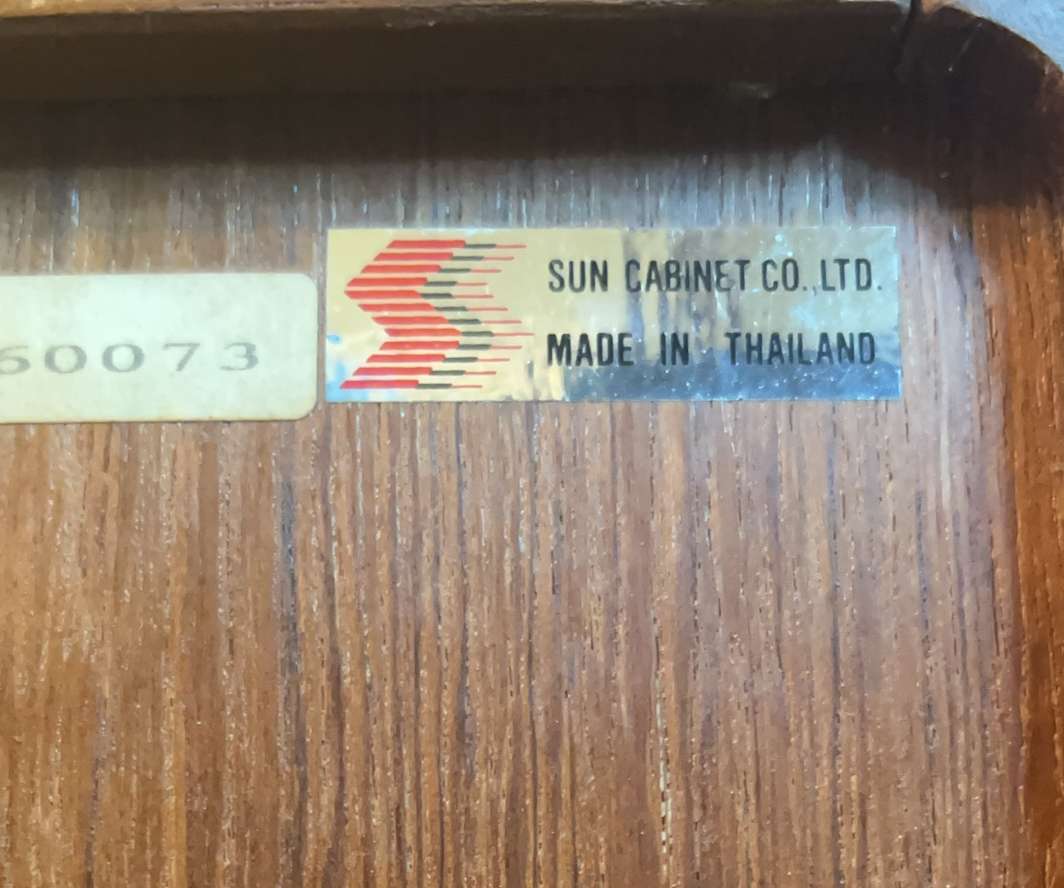 60073
SUN CABINET CO.,LTD.
MADE IN THAILAND